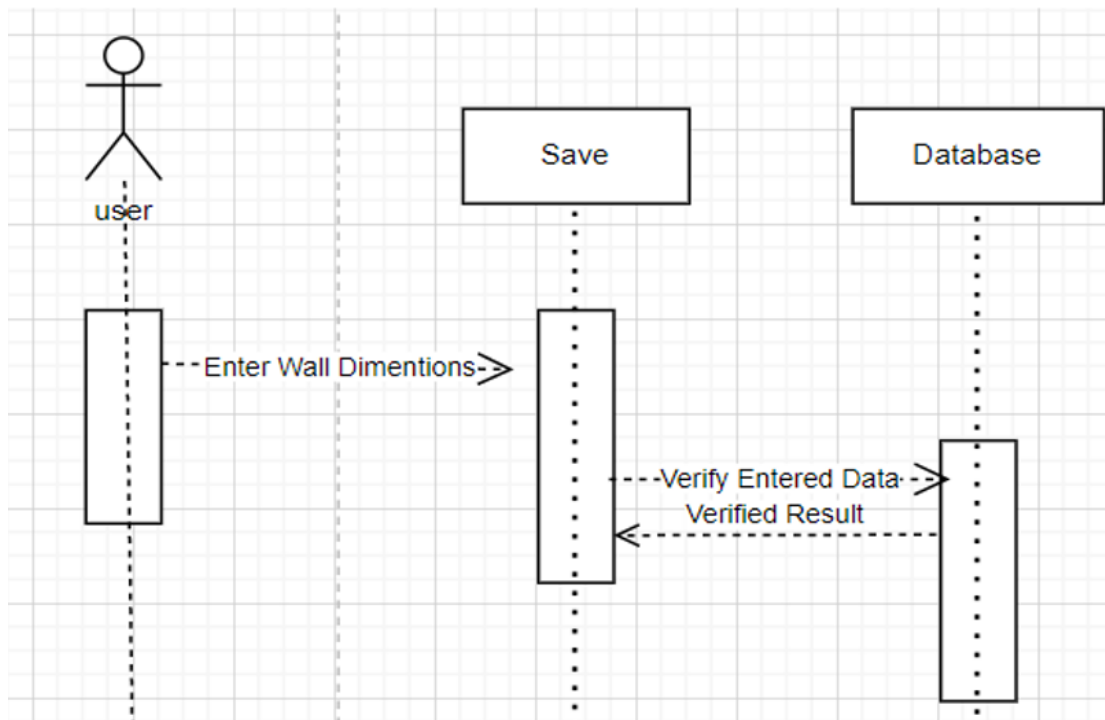 Save
Database
user
Enter Wall Dimentions
Verify Entered Data
Verified Result